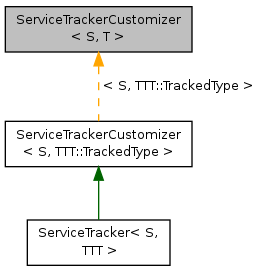 ServiceTrackerCustomizer
< S, T >
< S, TTT::TrackedType >
ServiceTrackerCustomizer
< S, TTT::TrackedType >
ServiceTracker< S,
TTT >